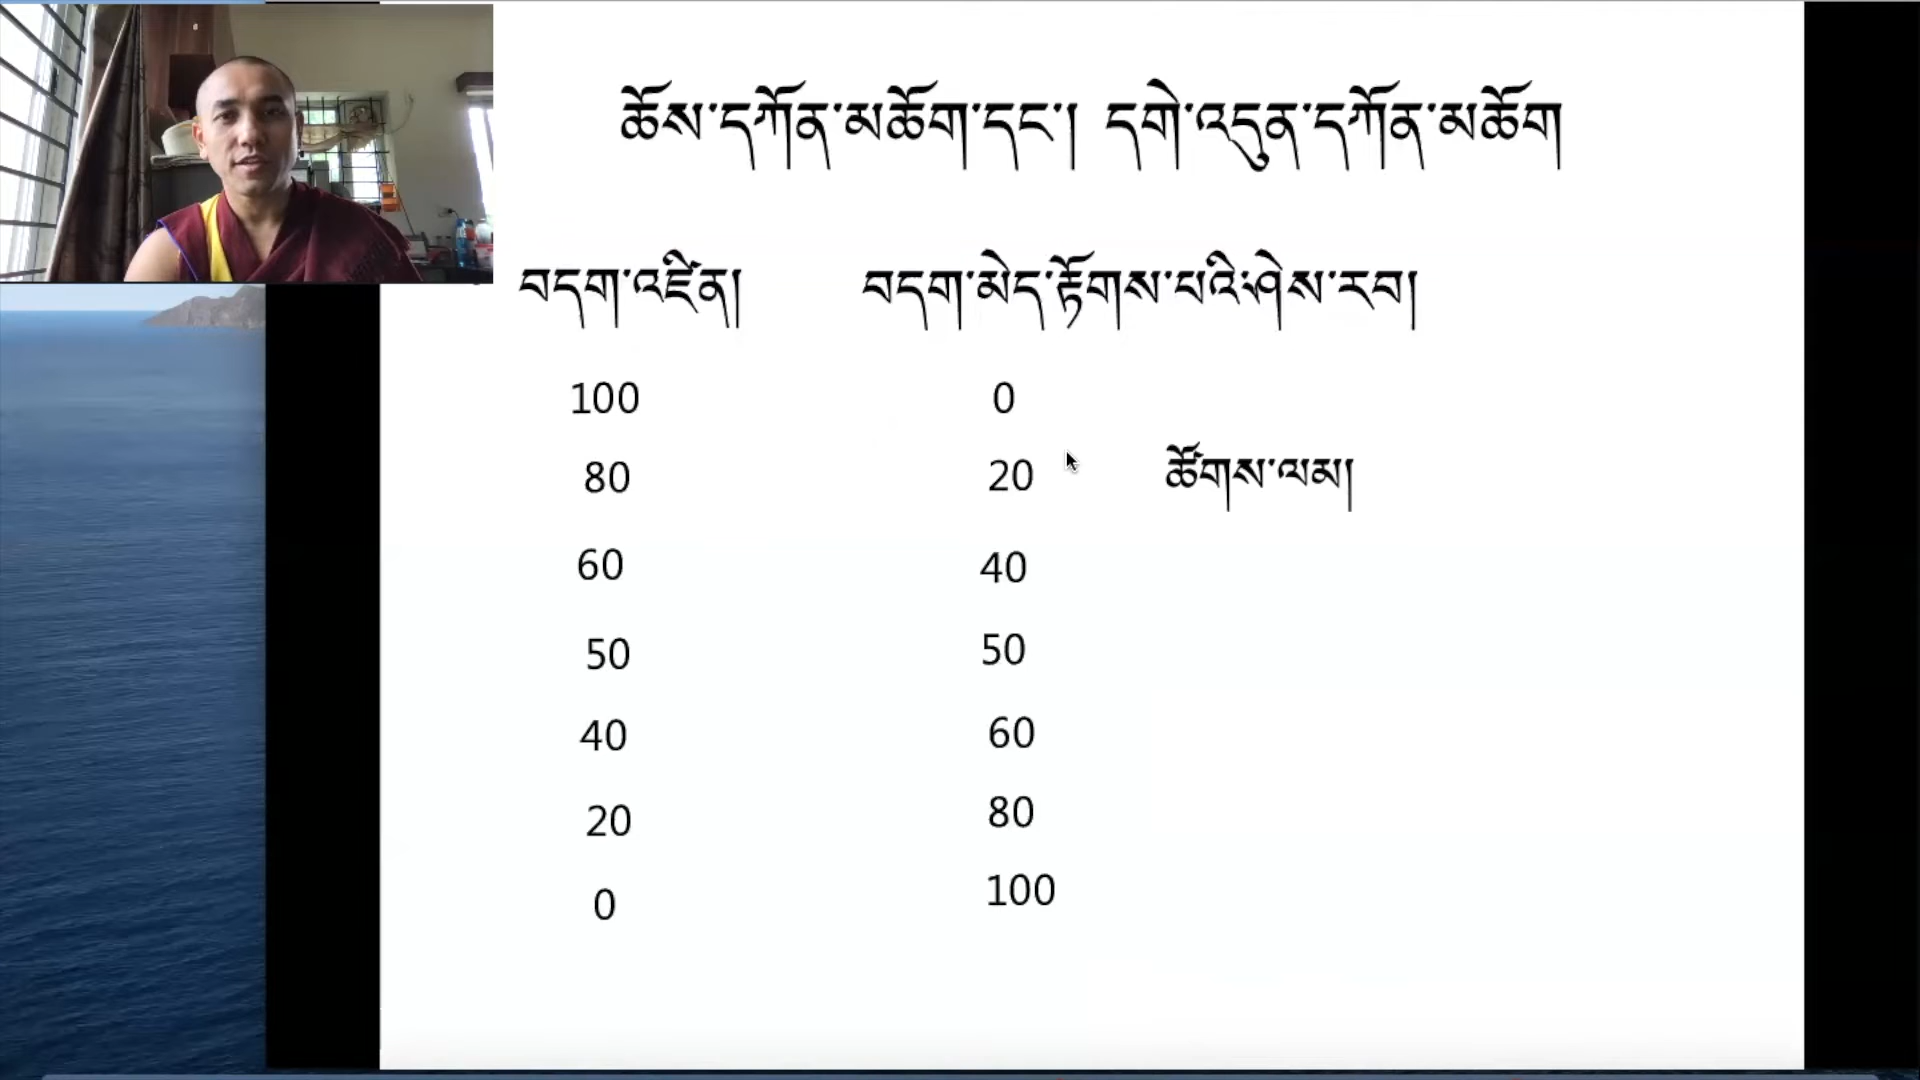 ཆོས་དཀོན་མཆོག་དང་། དགེ་འདུན་དཀོན་མཆོག
བདག་འཛིན། བདག་མེད་རྟོགས་པའི་ཤེས་རབ།
100 0
80 20 ཚོགས་ལམ།
60 40
50 50
40 60
20 80
0 100